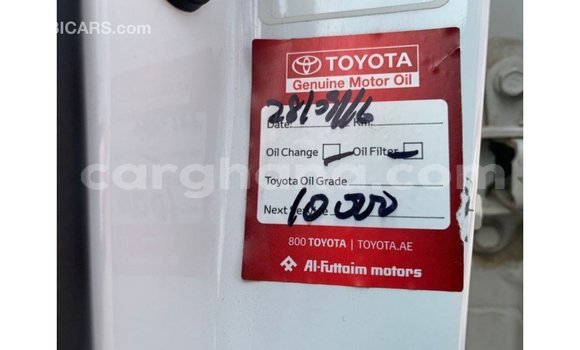 BICARS.com
TOYOTA
Genuine Motor Oil
Date: Km:
Oil Change Oil Filter
carghana.com
Toyota Oil Grade
Next Service 10,000
800 TOYOTA | TOYOTA.AE
Al-Futtaim motors